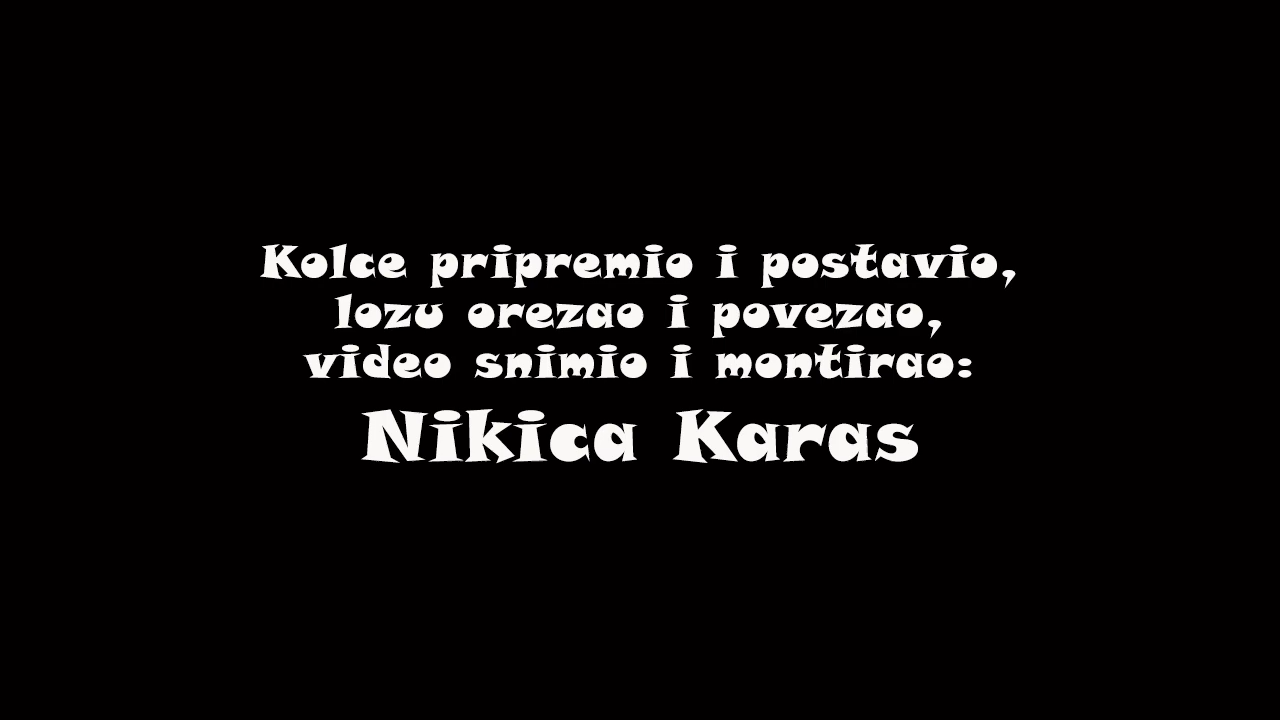 Kolce pripremio i postavio,
lozu orezao i povezao,
video snimio i montirao:
Nikica Karas